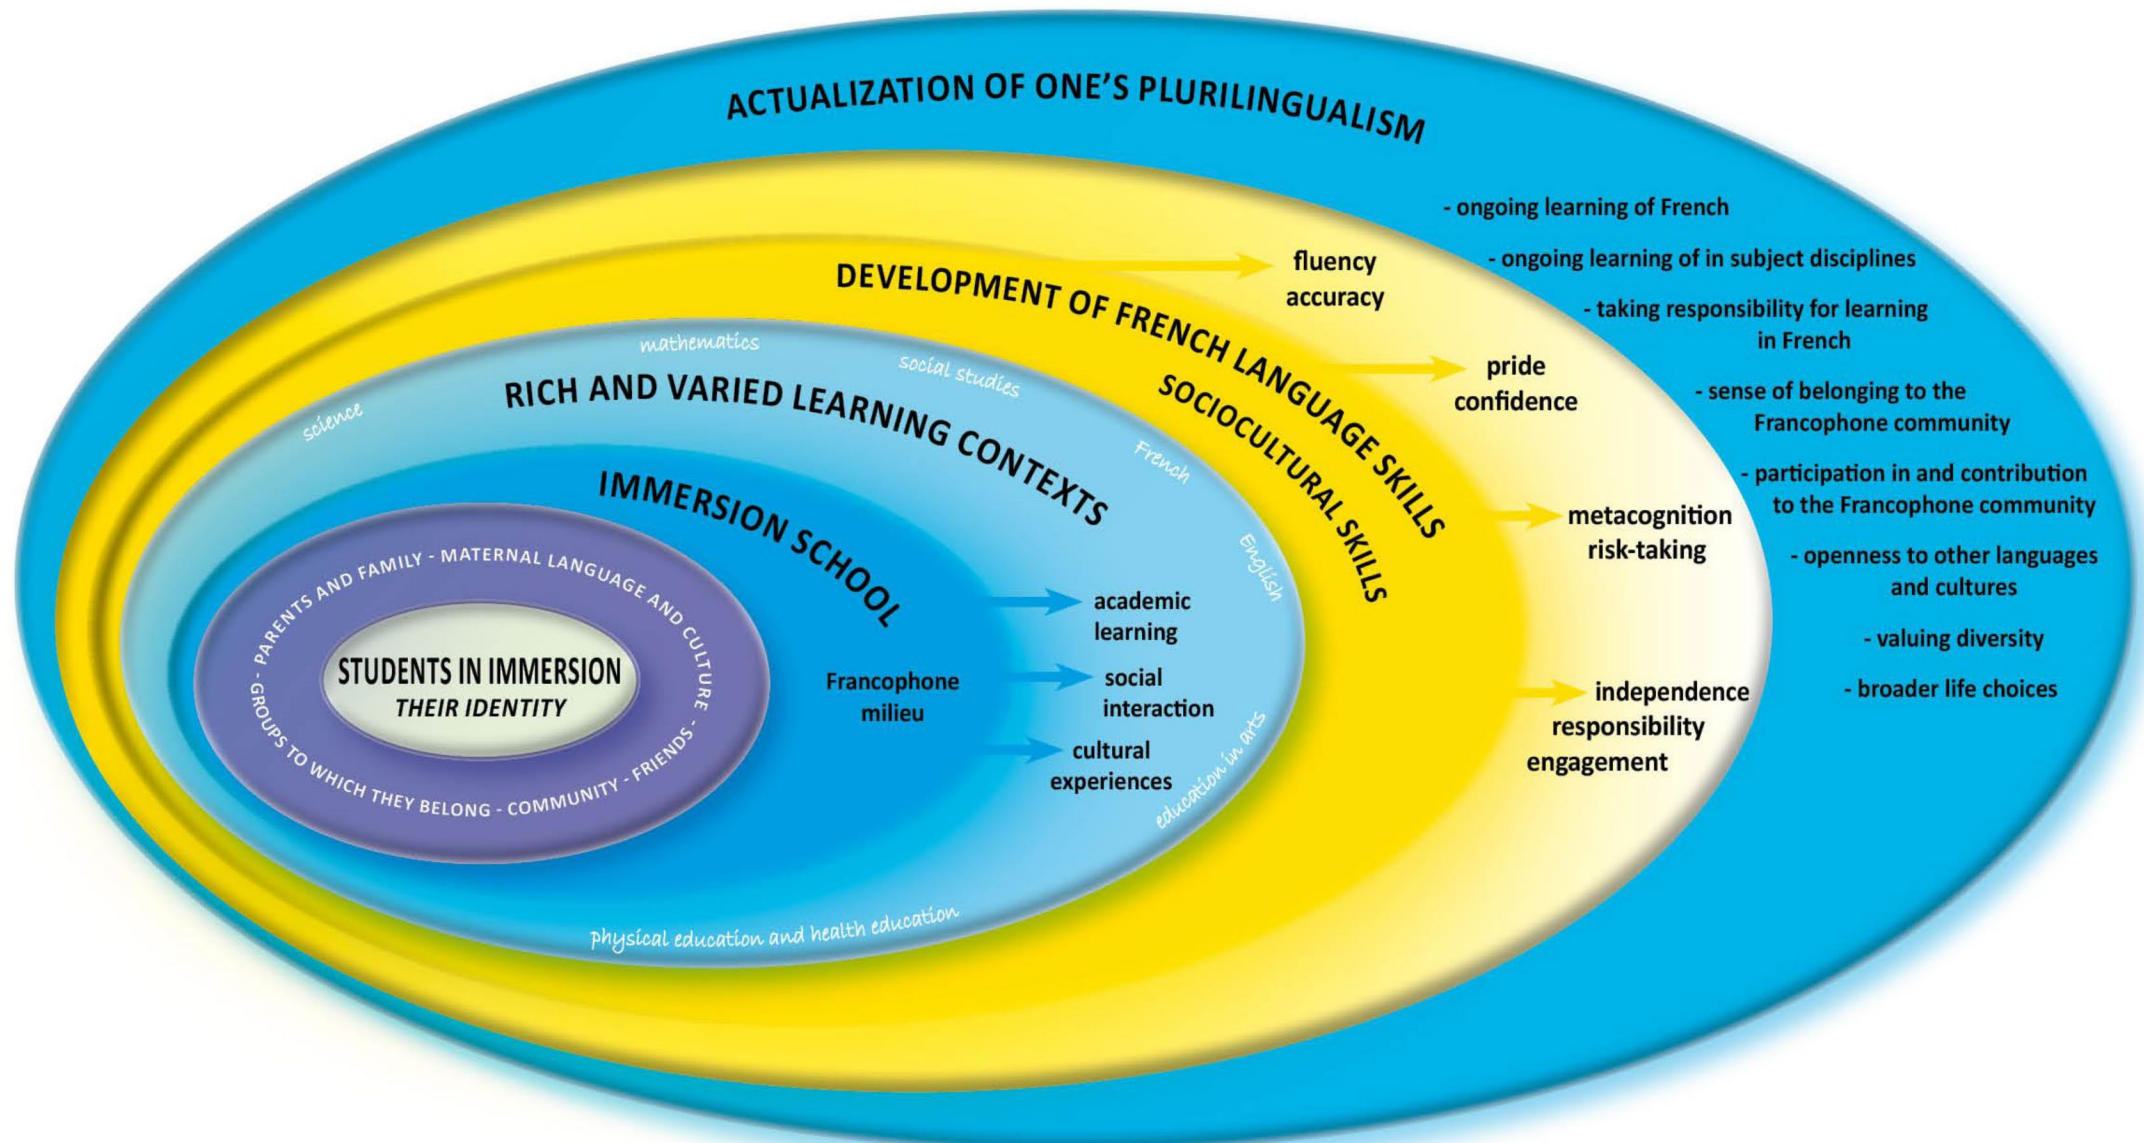 ACTUALIZATION OF ONE'S PLURILINGUALISM
- ongoing learning of French
- ongoing learning of in subject disciplines
- taking responsibility for learning
in French
- sense of belonging to the
Francophone community
- participation in and contribution
to the Francophone community
- openness to other languages
and cultures
- valuing diversity
- broader life choices
DEVELOPMENT OF FRENCH LANGUAGE SKILLS
SOCIOCULTURAL SKILLS
fluency
accuracy
pride
confidence
metacognition
risk-taking
independence
responsibility
engagement
RICH AND VARIED LEARNING CONTEXTS
science
mathematics
social studies
French
English
education in arts
physical education and health education
IMMERSION SCHOOL
Francophone
milieu
academic
learning
social
interaction
cultural
experiences
- PARENTS AND FAMILY - MATERNAL LANGUAGE AND CULTURE - FRIENDS - COMMUNITY - GROUPS TO WHICH THEY BELONG
STUDENTS IN IMMERSION
THEIR IDENTITY